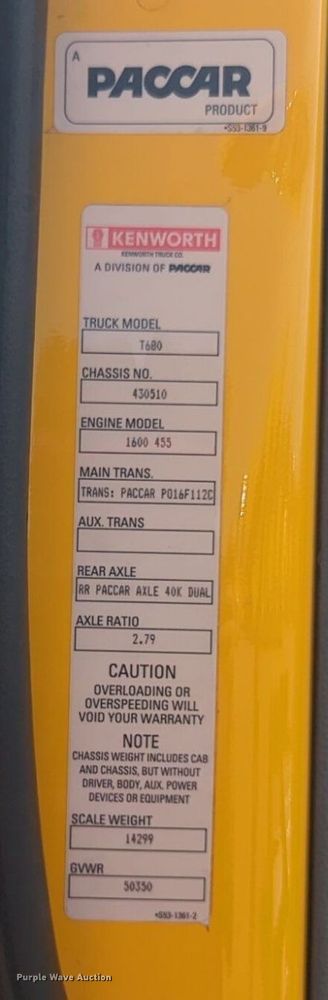 A
PACCAR
PRODUCT
•S53-1361-9
KENWORTH
KENWORTH TRUCK CO.
A DIVISION OF PACCAR
TRUCK MODEL
T680
CHASSIS NO.
430510
ENGINE MODEL
1600 455
MAIN TRANS.
TRANS: PACCAR PO16F112C
AUX. TRANS
REAR AXLE
RR PACCAR AXLE 40K DUAL
AXLE RATIO
2.79
CAUTION
OVERLOADING OR
OVERSPEEDING WILL
VOID YOUR WARRANTY
NOTE
CHASSIS WEIGHT INCLUDES CAB
AND CHASSIS, BUT WITHOUT
DRIVER, BODY, AUX. POWER
DEVICES OR EQUIPMENT
SCALE WEIGHT
14299
GVWR
50350
•S53-1361-2
Purple Wave Auction